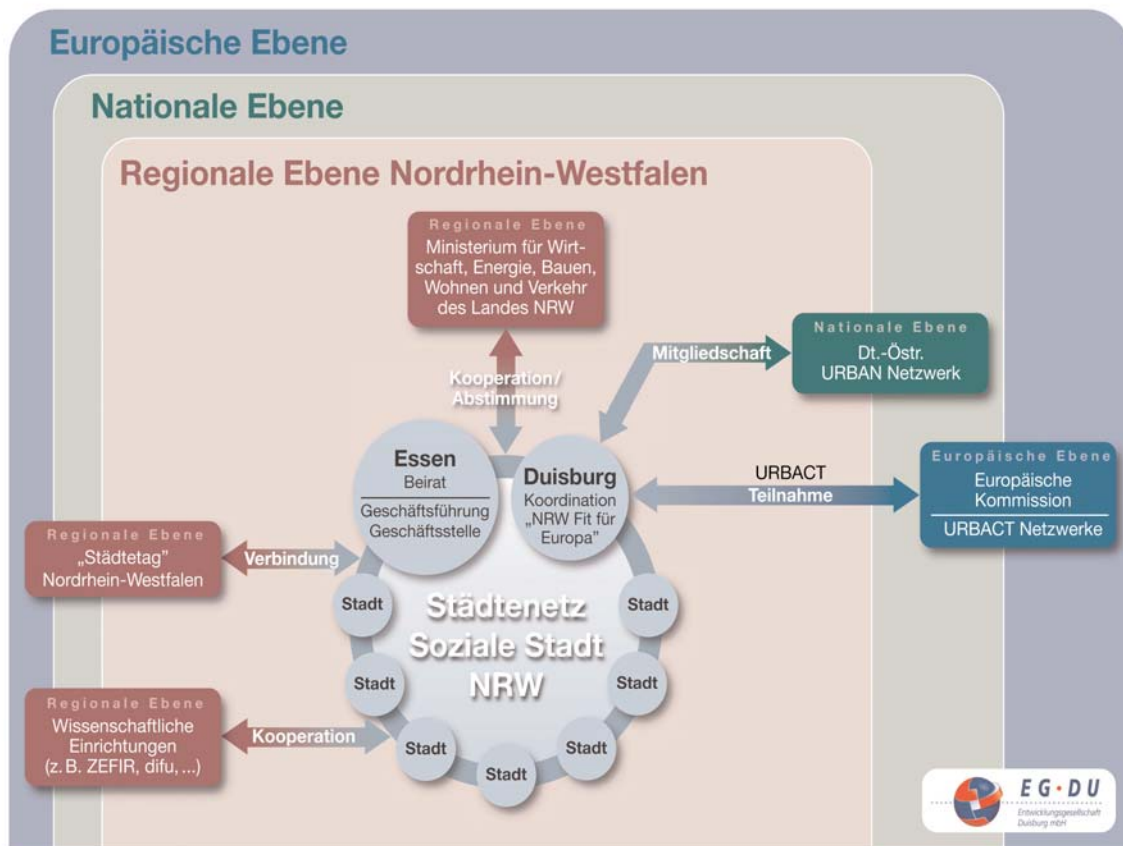 Europäische Ebene
Nationale Ebene
Regionale Ebene Nordrhein-Westfalen
Regionale Ebene
Ministerium für Wirt-
schaft, Energie, Bauen,
Wohnen und Verkehr
des Landes NRW
Kooperation/
Abstimmung
Mitgliedschaft
Nationale Ebene
Dt.-Östr.
URBAN Netzwerk
Essen
Beirat
Geschäftsführung
Geschäftsstelle
Duisburg
Koordination
„NRW Fit für
Europa”
URBACT
Teilnahme
Europäische Ebene
Europäische
Kommission
URBACT Netzwerke
Regionale Ebene
„Städtetag”
Nordrhein-Westfalen
Verbindung
Städtenetz
Soziale Stadt
NRW
Stadt
Stadt
Stadt
Stadt
Stadt
Stadt
Stadt
Regionale Ebene
Wissenschaftliche
Einrichtungen
(z. B. ZEFIR, difu, ...)
Kooperation
EG•DU
Entwicklungsgesellschaft
Duisburg mbH